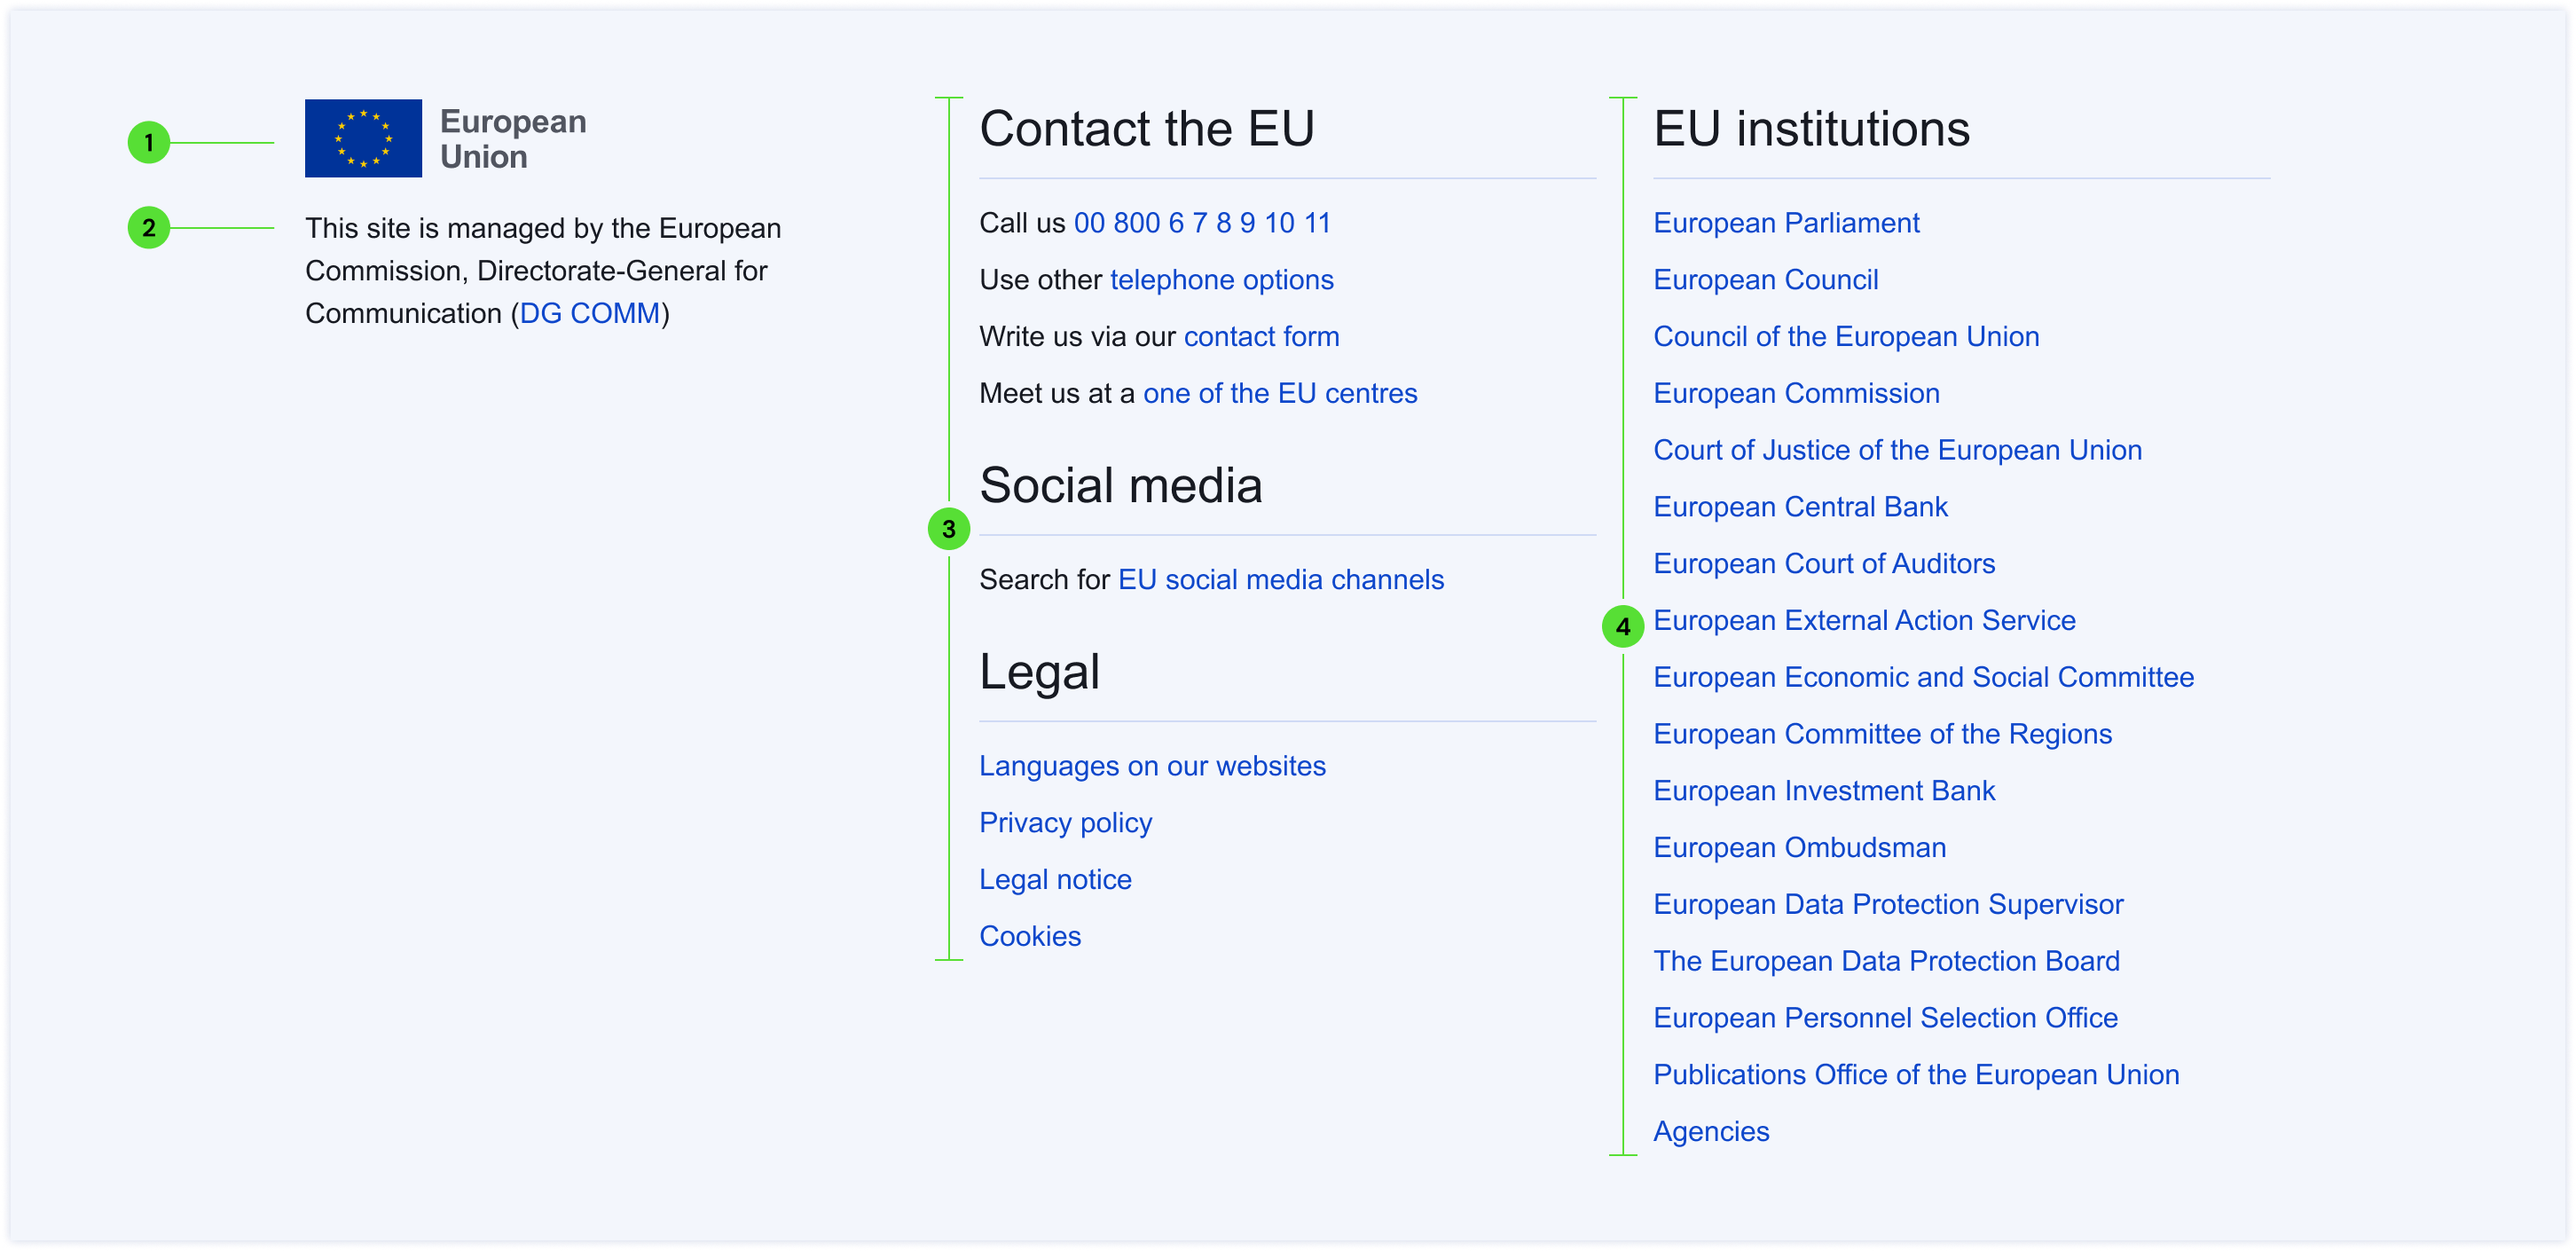 1
European
Union
2
This site is managed by the European
Commission, Directorate-General for
Communication (DG COMM)
3
Contact the EU
Call us 00 800 6 7 8 9 10 11
Use other telephone options
Write us via our contact form
Meet us at a one of the EU centres
Social media
Search for EU social media channels
Legal
Languages on our websites
Privacy policy
Legal notice
Cookies
4
EU institutions
European Parliament
European Council
Council of the European Union
European Commission
Court of Justice of the European Union
European Central Bank
European Court of Auditors
European External Action Service
European Economic and Social Committee
European Committee of the Regions
European Investment Bank
European Ombudsman
European Data Protection Supervisor
The European Data Protection Board
European Personnel Selection Office
Publications Office of the European Union
Agencies